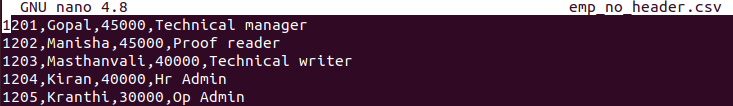 GNU nano 4.8 emp_no_header.csv
1201,Gopal,45000,Technical manager
1202,Manisha,45000,Proof reader
1203,Masthanvali,40000,Technical writer
1204,Kiran,40000,Hr Admin
1205,Kranthi,30000,Op Admin